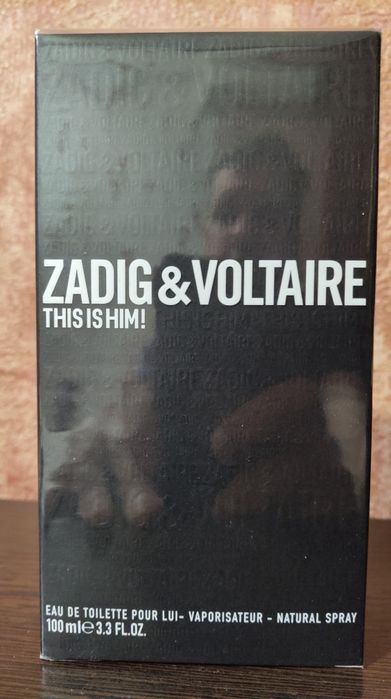 ZADIG&VOLTAIRE
THIS IS HIM!
EAU DE TOILETTE POUR LUI- VAPORISATEUR - NATURAL SPRAY
100 ml℮3.3 FL.OZ.